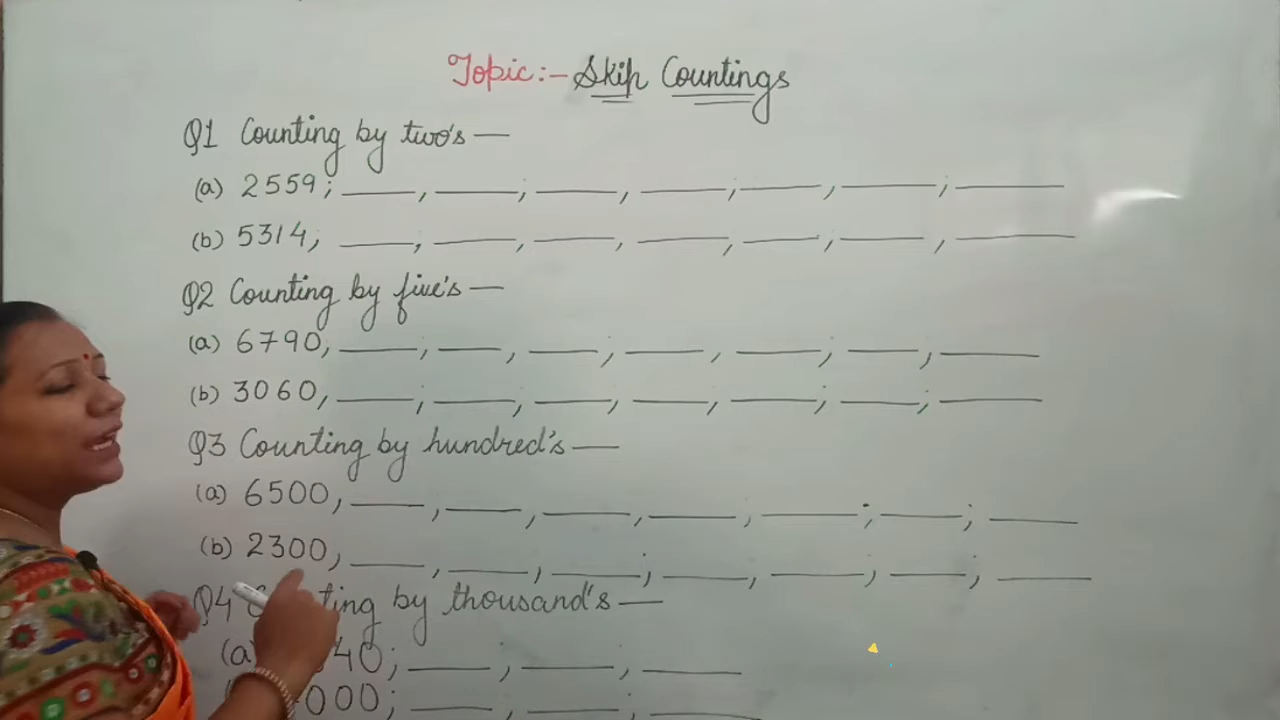 Topic:- Skip Countings
Q1 Counting by two's —
(a) 2559; ____, ____; ____, ____; ____, ____; ____
(b) 5314, ____, ____, ____, ____, ____, ____, ____
Q2 Counting by five's —
(a) 6790, ____, ____, ____, ____, ____; ____, ____
(b) 3060, ____; ____, ____, ____, ____; ____; ____
Q3 Counting by hundred's —
(a) 6500, ____, ____, ____, ____, ____; ____; ____
(b) 2300, ____, ____, ____; ____, ____, ____, ____
Q4 by thousand's —
(a) ____, ____, ____
____, ____, ____